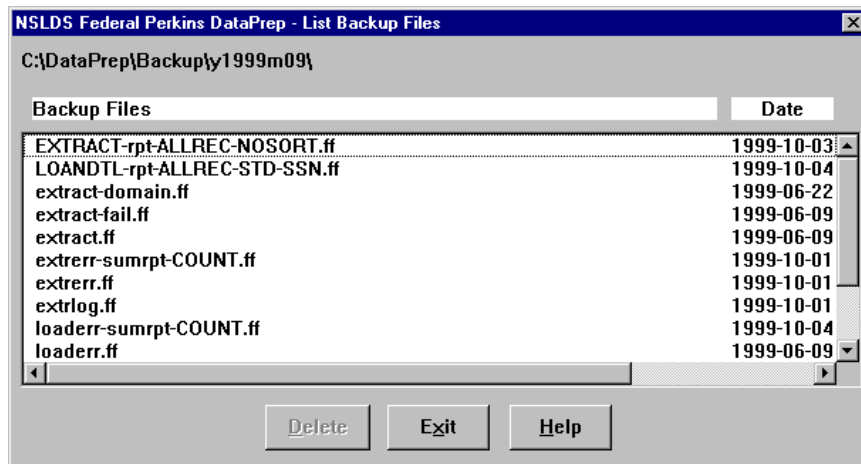 NSLDS Federal Perkins DataPrep - List Backup Files
C:\DataPrep\Backup\y1999m09\
Backup Files Date
EXTRACT-rpt-ALLREC-NOSORT.ff 1999-10-03
LOANDTL-rpt-ALLREC-STD-SSN.ff 1999-10-04
extract-domain.ff 1999-06-22
extract-fail.ff 1999-06-09
extract.ff 1999-06-09
extrerr-sumrpt-COUNT.ff 1999-10-01
extrerr.ff 1999-10-01
extrlog.ff 1999-10-01
loaderr-sumrpt-COUNT.ff 1999-10-04
loaderr.ff 1999-06-09
Delete Exit Help